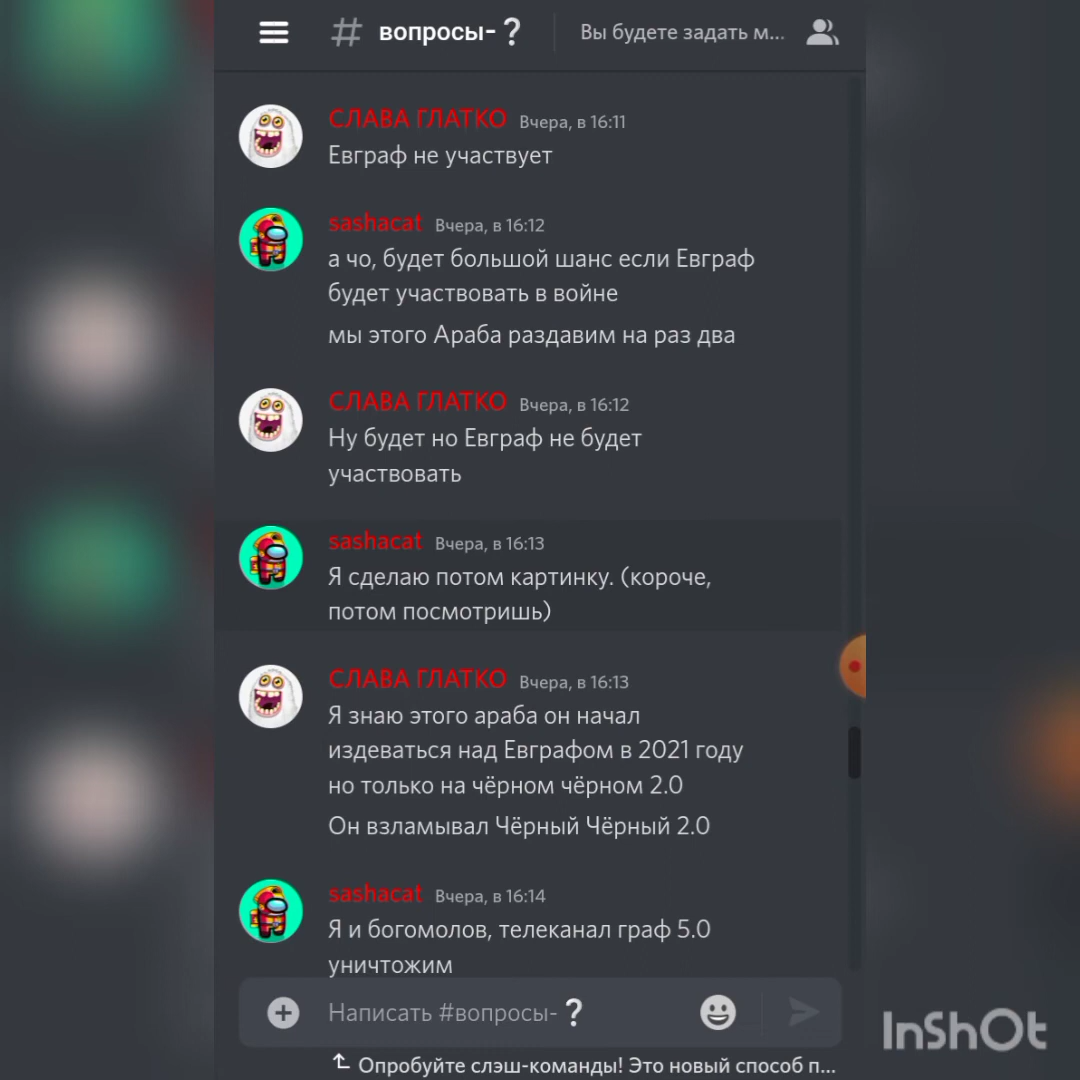 # вопросы-❔ Вы будете задать м...
СЛАВА ГЛАТКО Вчера, в 16:11
Евграф не участвует
sashacat Вчера, в 16:12
а чо, будет большой шанс если Евграф
будет участвовать в войне
мы этого Араба раздавим на раз два
СЛАВА ГЛАТКО Вчера, в 16:12
Ну будет но Евграф не будет
участвовать
sashacat Вчера, в 16:13
Я сделаю потом картинку. (короче,
потом посмотришь)
СЛАВА ГЛАТКО Вчера, в 16:13
Я знаю этого араба он начал
издеваться над Евграфом в 2021 году
но только на чёрном чёрном 2.0
Он взламывал Чёрный Чёрный 2.0
sashacat Вчера, в 16:14
Я и богомолов, телеканал граф 5.0
уничтожим
Написать #вопросы-❔
Опробуйте слэш-команды! Это новый способ п...
InShOt